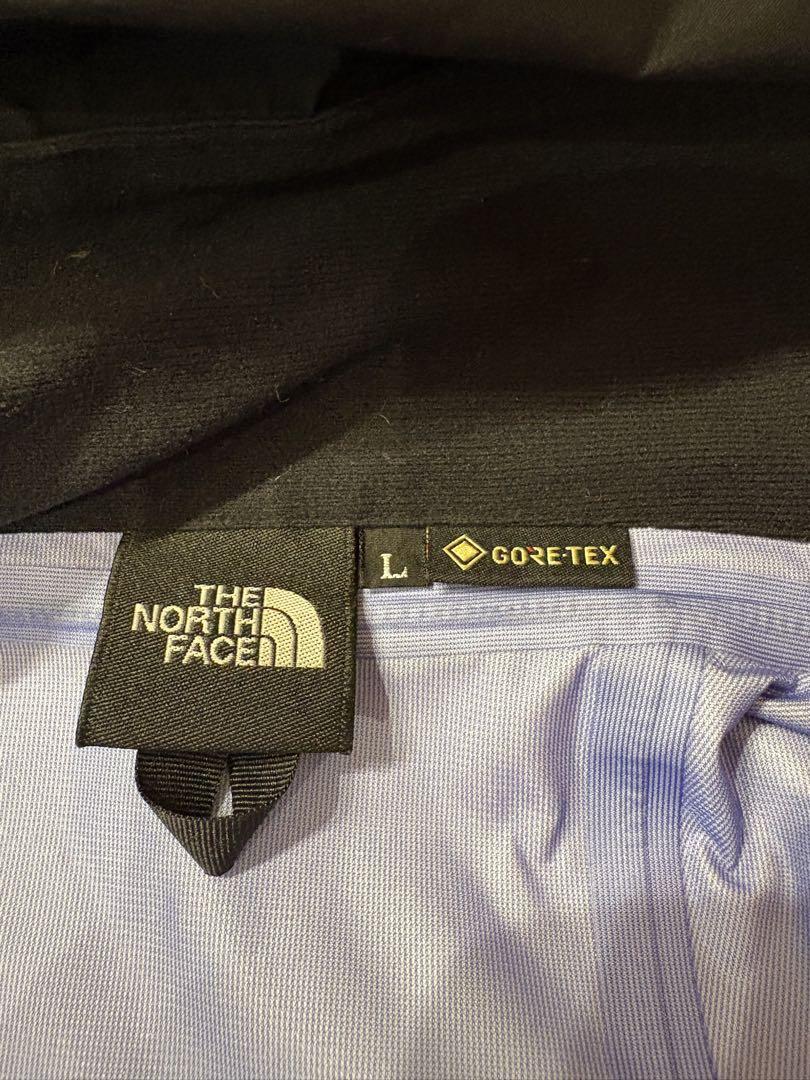 THE
NORTH
FACE
L
GORE-TEX